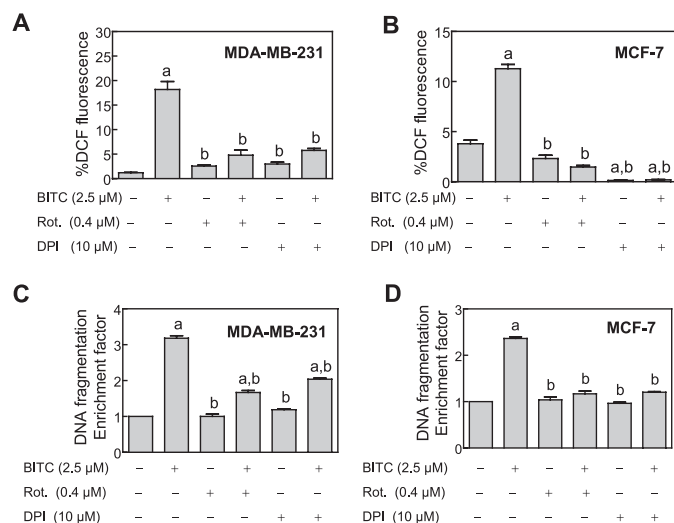 A
MDA-MB-231
%DCF fluorescence
30
25
20
15
10
5
0
a
b
b
b
b
BITC (2.5 µM) – + – + – +
Rot. (0.4 µM) – – + + – –
DPI (10 µM) – – – – + +
B
MCF-7
%DCF fluorescence
15
10
5
0
a
b
b
a,b
a,b
BITC (2.5 µM) – + – + – +
Rot. (0.4 µM) – – + + – –
DPI (10 µM) – – – – + +
C
MDA-MB-231
DNA fragmentation
Enrichment factor
4
3
2
1
0
a
b
a,b
b
a,b
BITC (2.5 µM) – + – + – +
Rot. (0.4 µM) – – + + – –
DPI (10 µM) – – – – + +
D
MCF-7
DNA fragmentation
Enrichment factor
3
2
1
0
a
b
b
b
b
BITC (2.5 µM) – + – + – +
Rot. (0.4 µM) – – + + – –
DPI (10 µM) – – – – + +